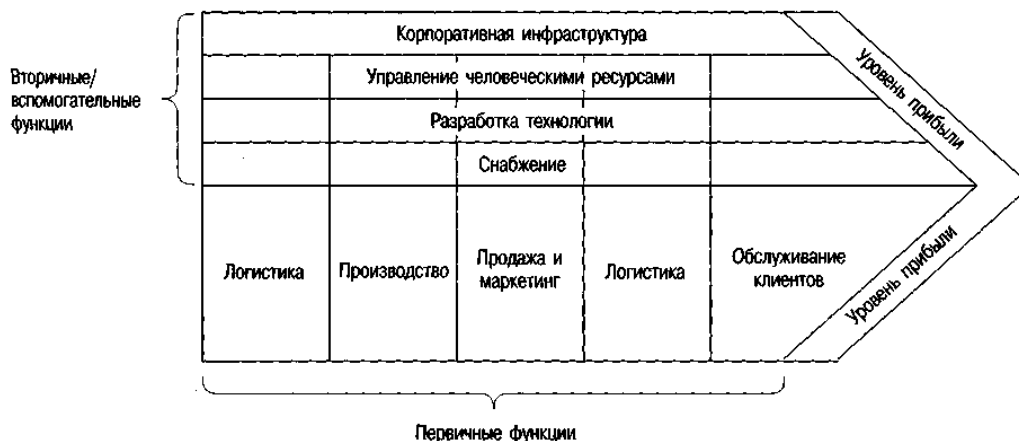 Корпоративная инфраструктура
Вторичные/
вспомогательные
функции
Управление человеческими ресурсами
Разработка технологии
Снабжение
Уровень прибыли
Логистика
Производство
Продажа и
маркетинг
Логистика
Обслуживание
клиентов
Уровень прибыли
Первичные функции